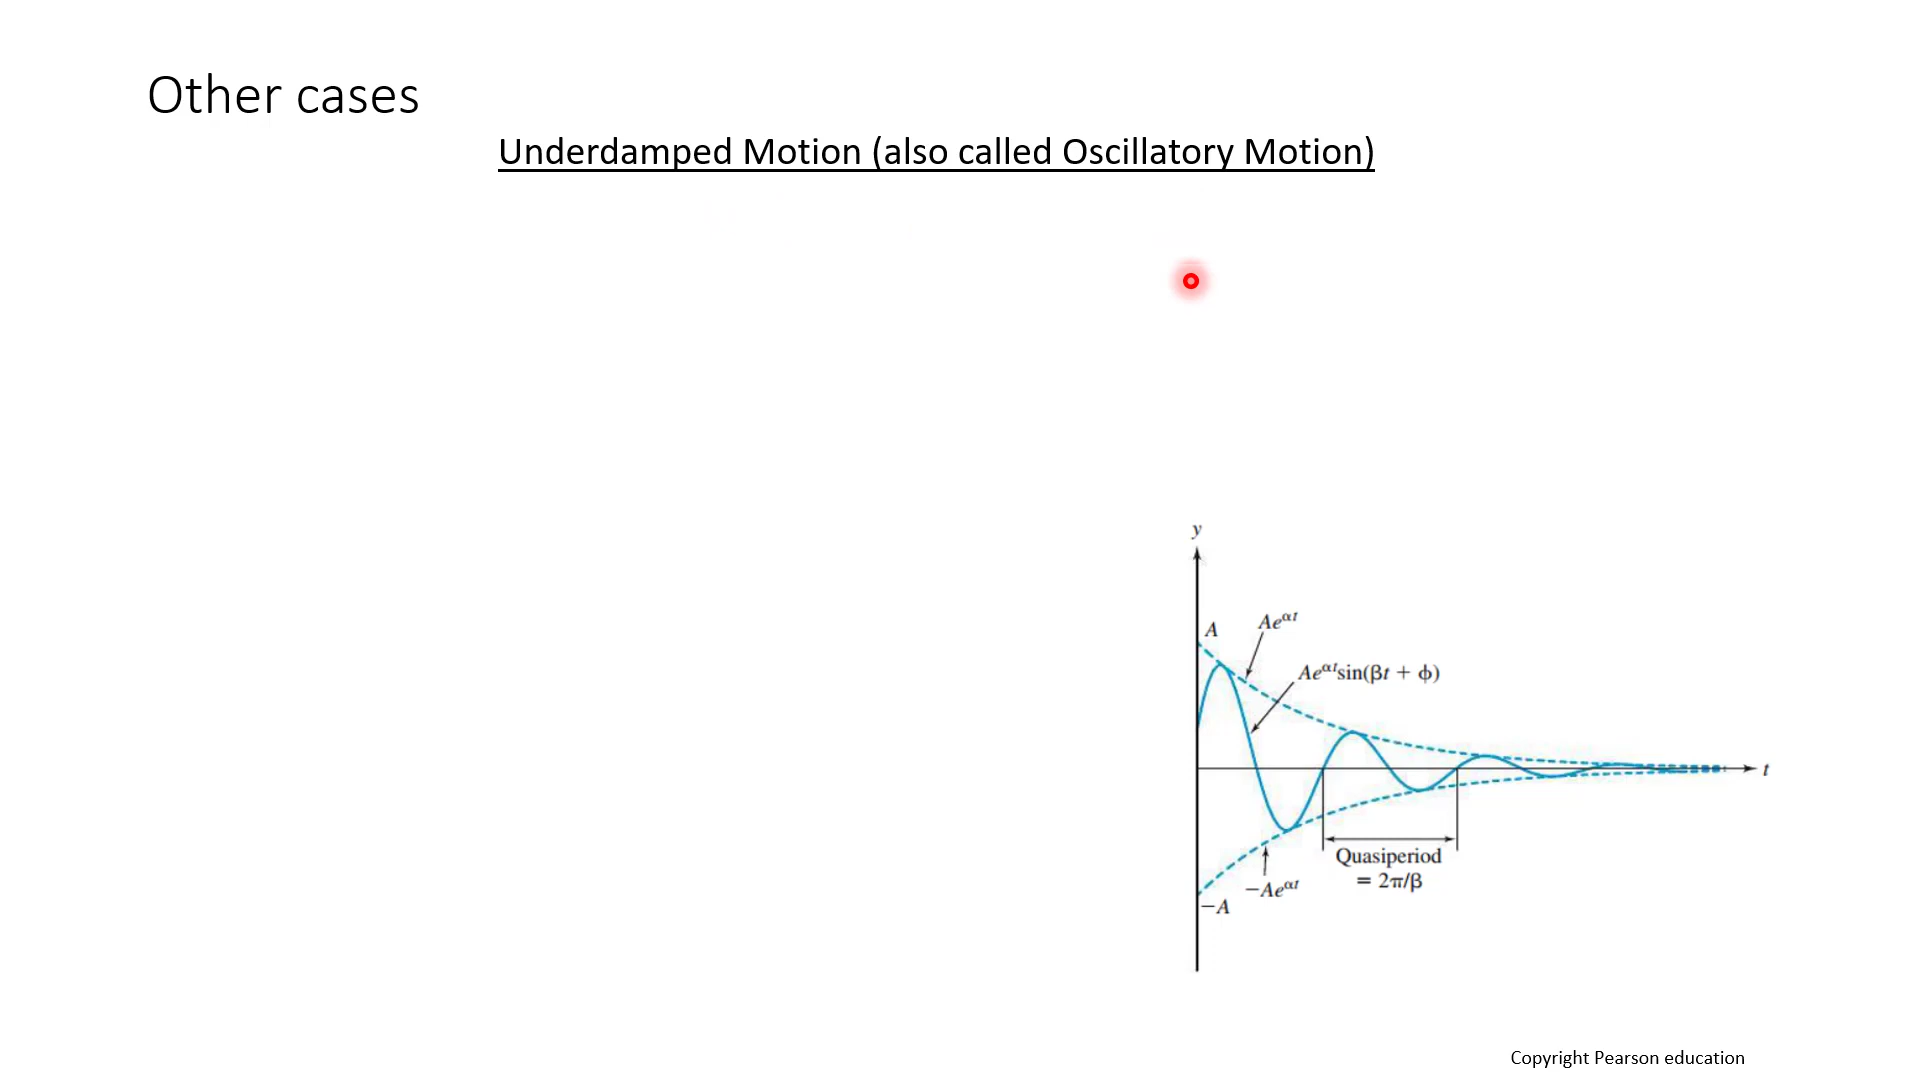 Other cases
Underdamped Motion (also called Oscillatory Motion)
y
A
Ae^{αt}
Ae^{αt}sin(βt + ϕ)
t
Quasiperiod
= 2π/β
−Ae^{αt}
−A
Copyright Pearson education